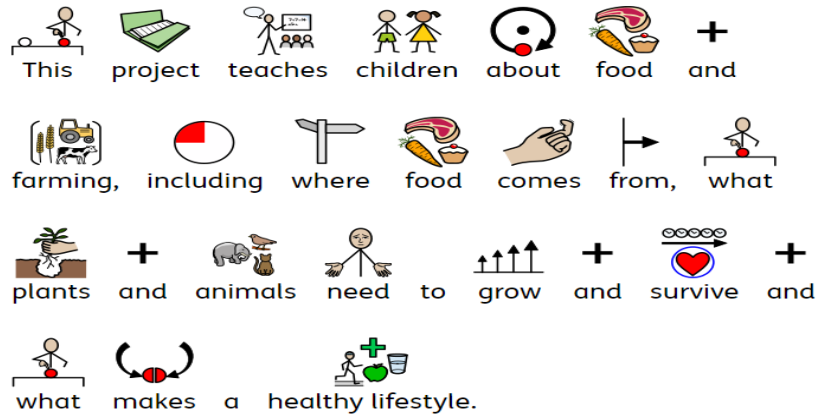 This project teaches children about food and
farming, including where food comes from, what
plants and animals need to grow and survive and
what makes a healthy lifestyle.